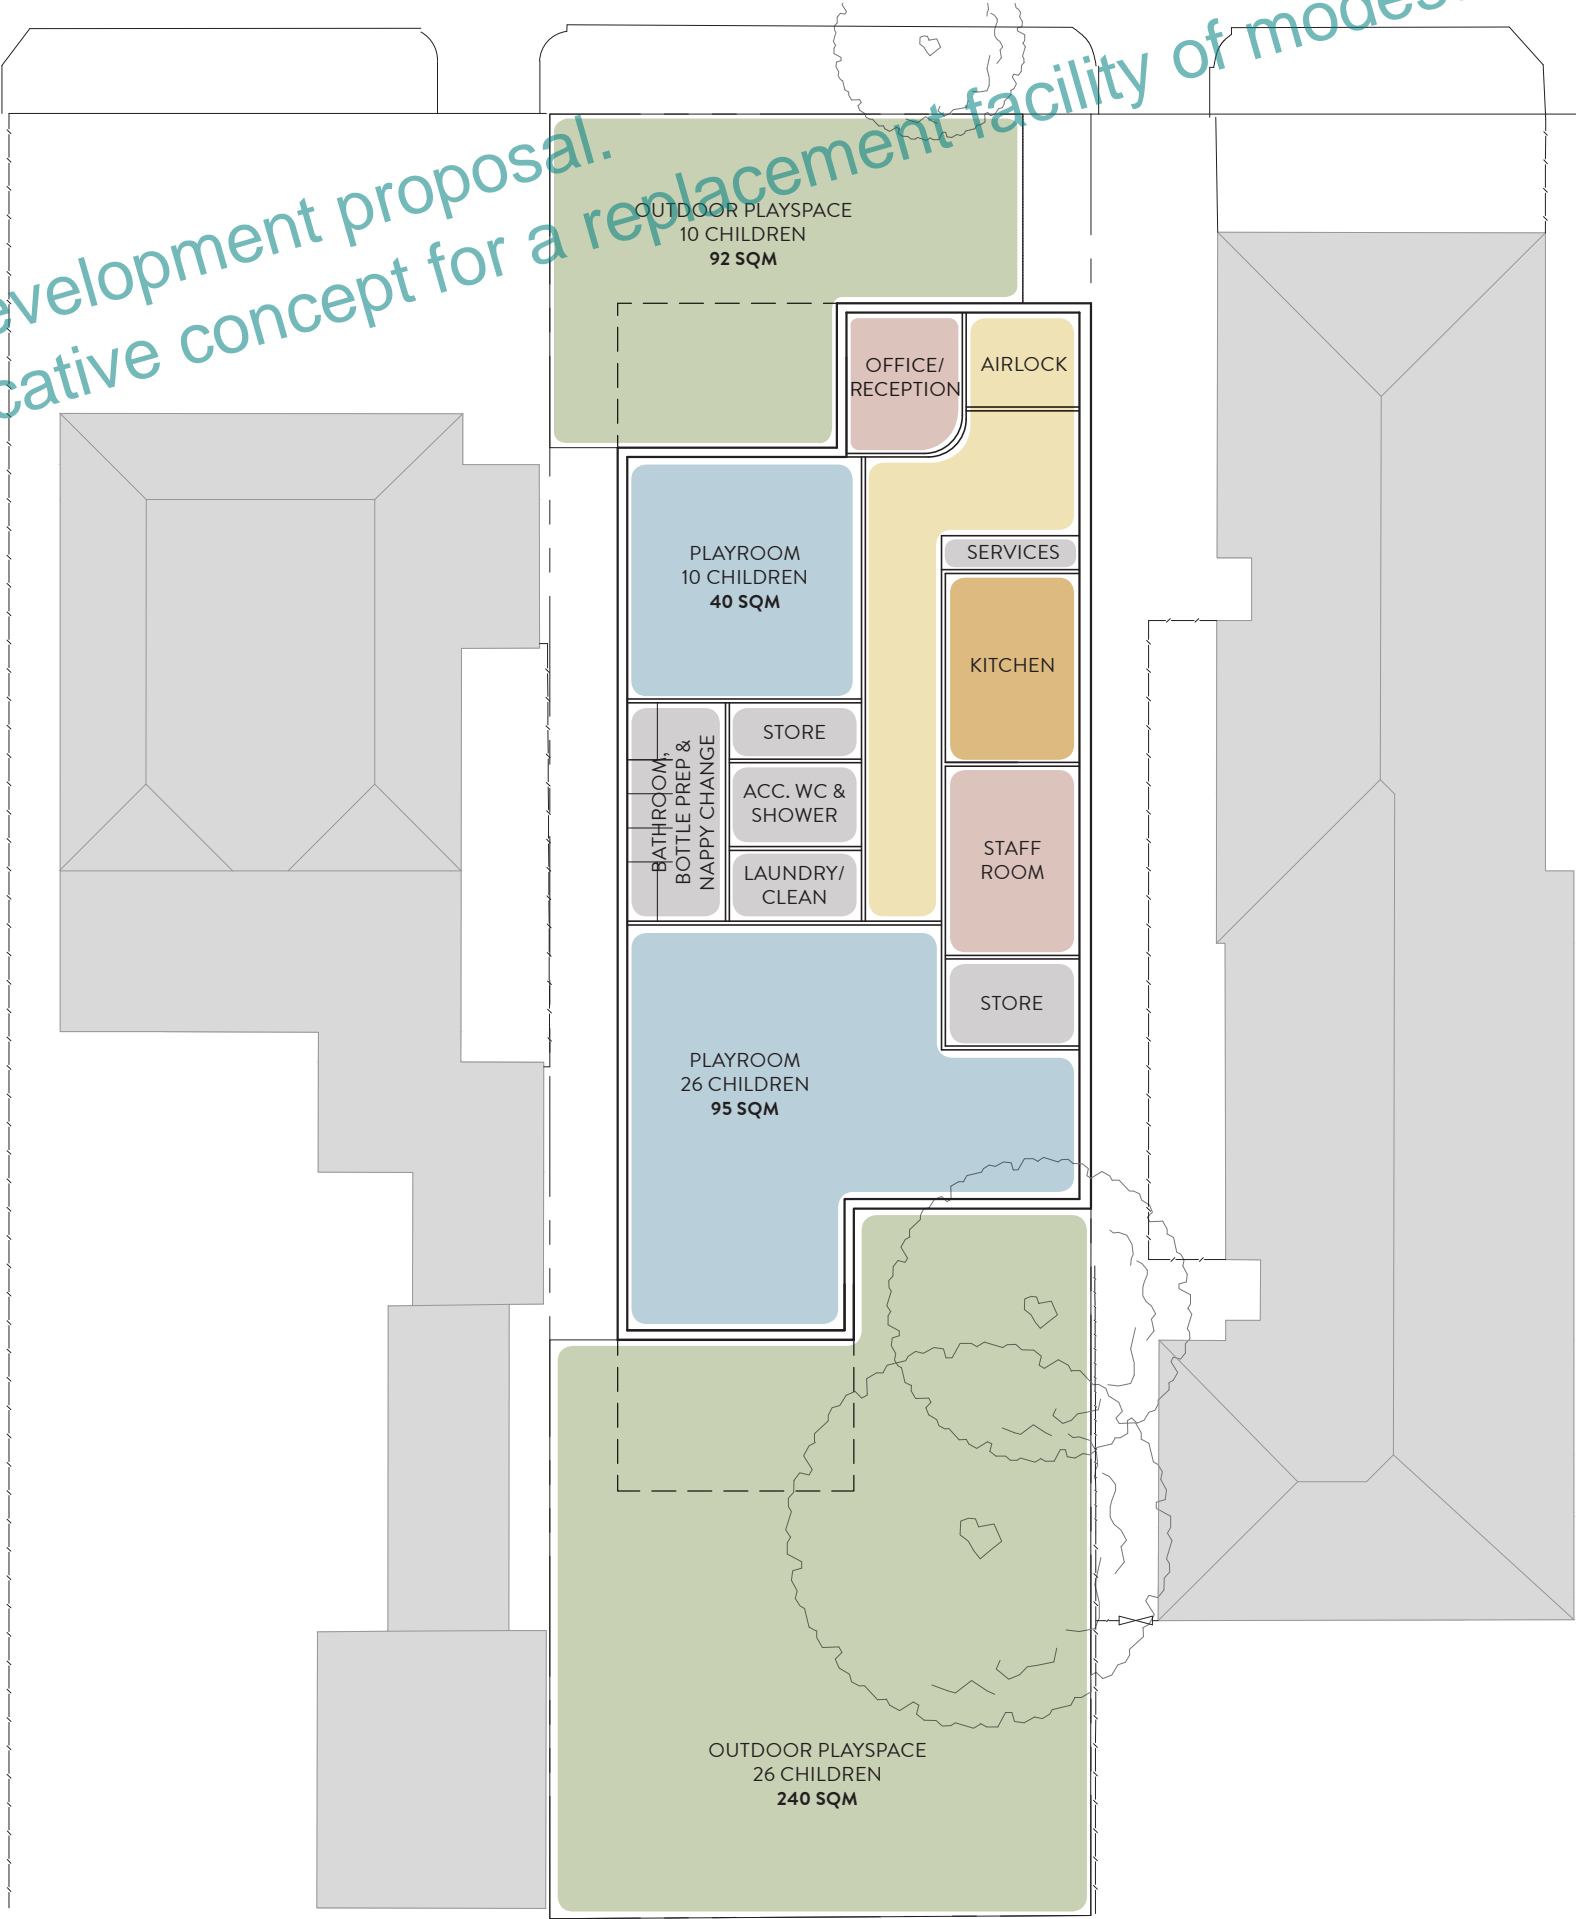 evelopment proposal.
cative concept for a replacement facility of modes
OUTDOOR PLAYSPACE
10 CHILDREN
92 SQM
OFFICE/
RECEPTION
AIRLOCK
PLAYROOM
10 CHILDREN
40 SQM
SERVICES
KITCHEN
BATHROOM,
BOTTLE PREP &
NAPPY CHANGE
STORE
ACC. WC &
SHOWER
LAUNDRY/
CLEAN
STAFF
ROOM
STORE
PLAYROOM
26 CHILDREN
95 SQM
OUTDOOR PLAYSPACE
26 CHILDREN
240 SQM